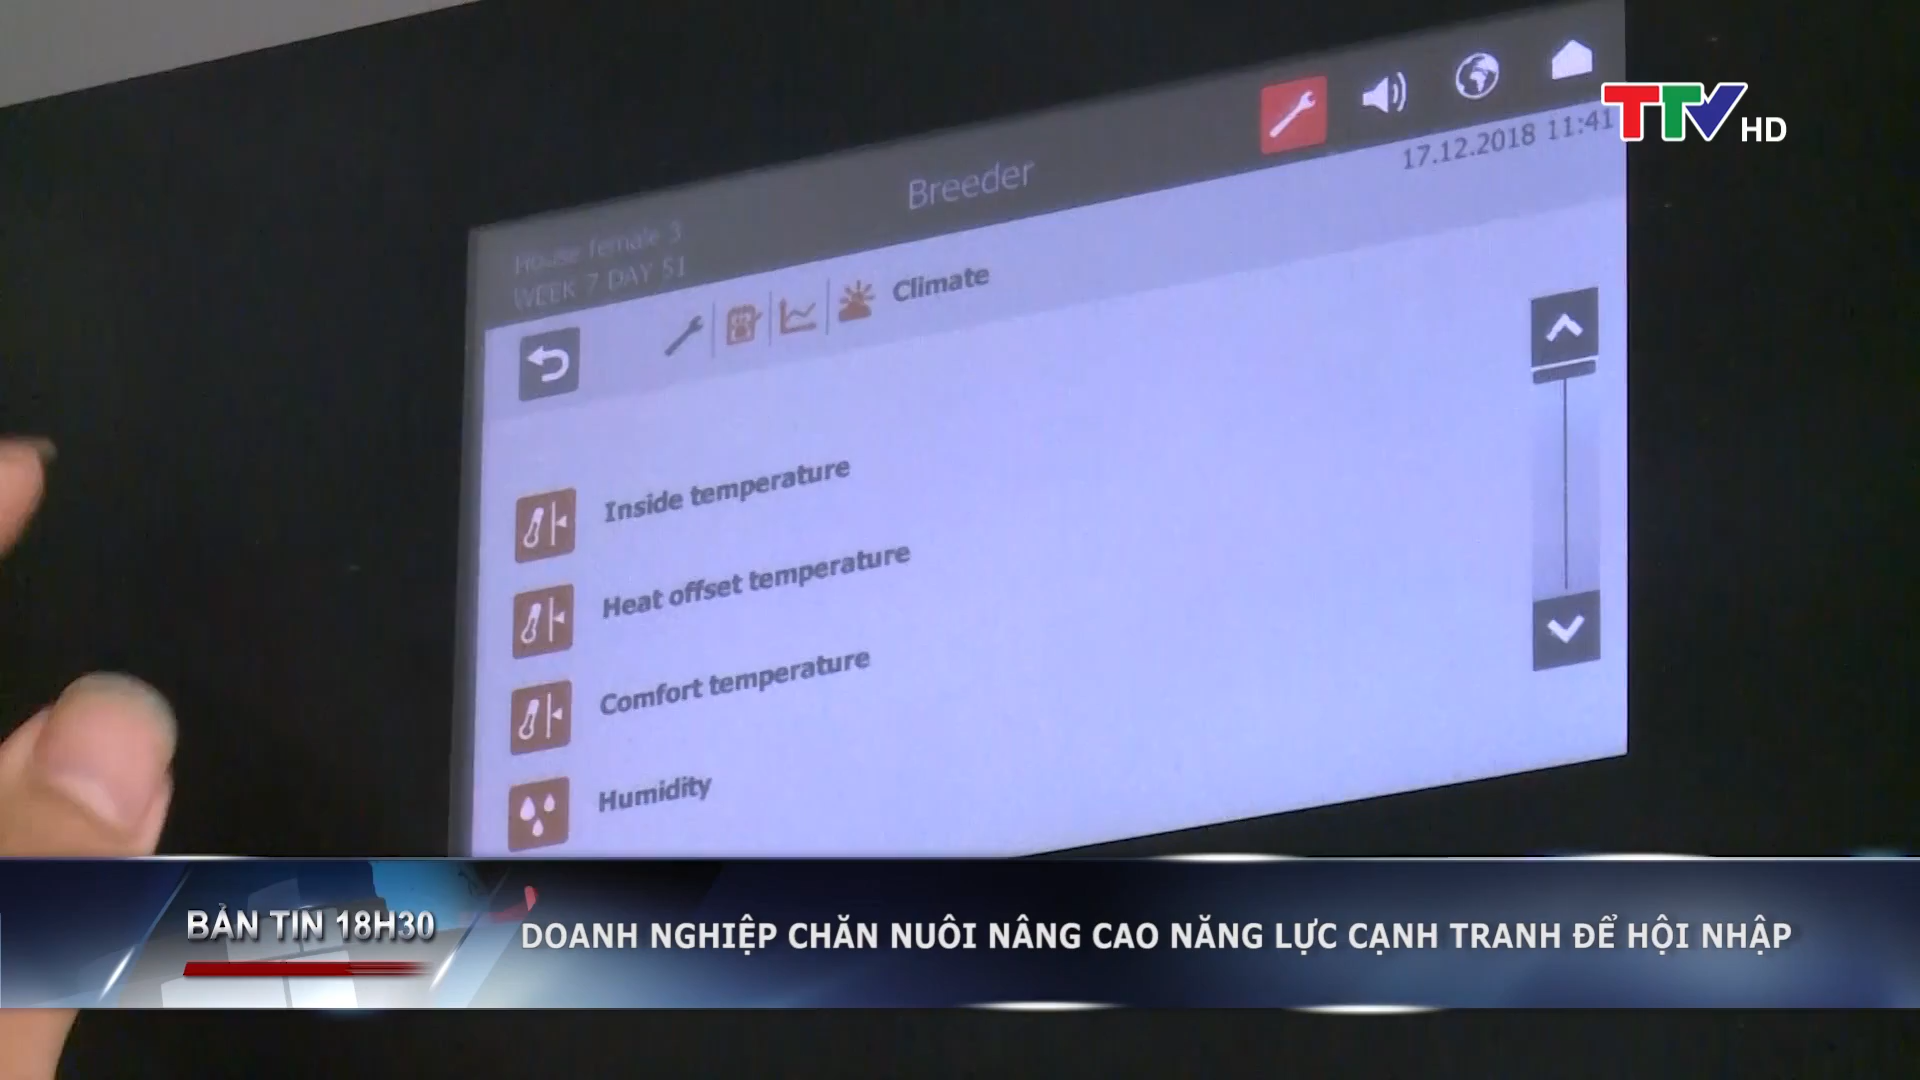 TTV HD
17.12.2018 11:41
Breeder
House female 3
WEEK 7 DAY 51
Climate
Inside temperature
Heat offset temperature
Comfort temperature
Humidity
BẢN TIN 18H30
DOANH NGHIỆP CHĂN NUÔI NÂNG CAO NĂNG LỰC CẠNH TRANH ĐỂ HỘI NHẬP